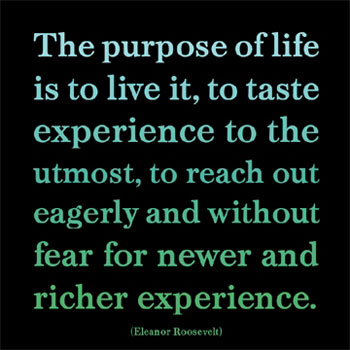 The purpose of life
is to live it, to taste
experience to the
utmost, to reach out
eagerly and without
fear for newer and
richer experience.
(Eleanor Roosevelt)